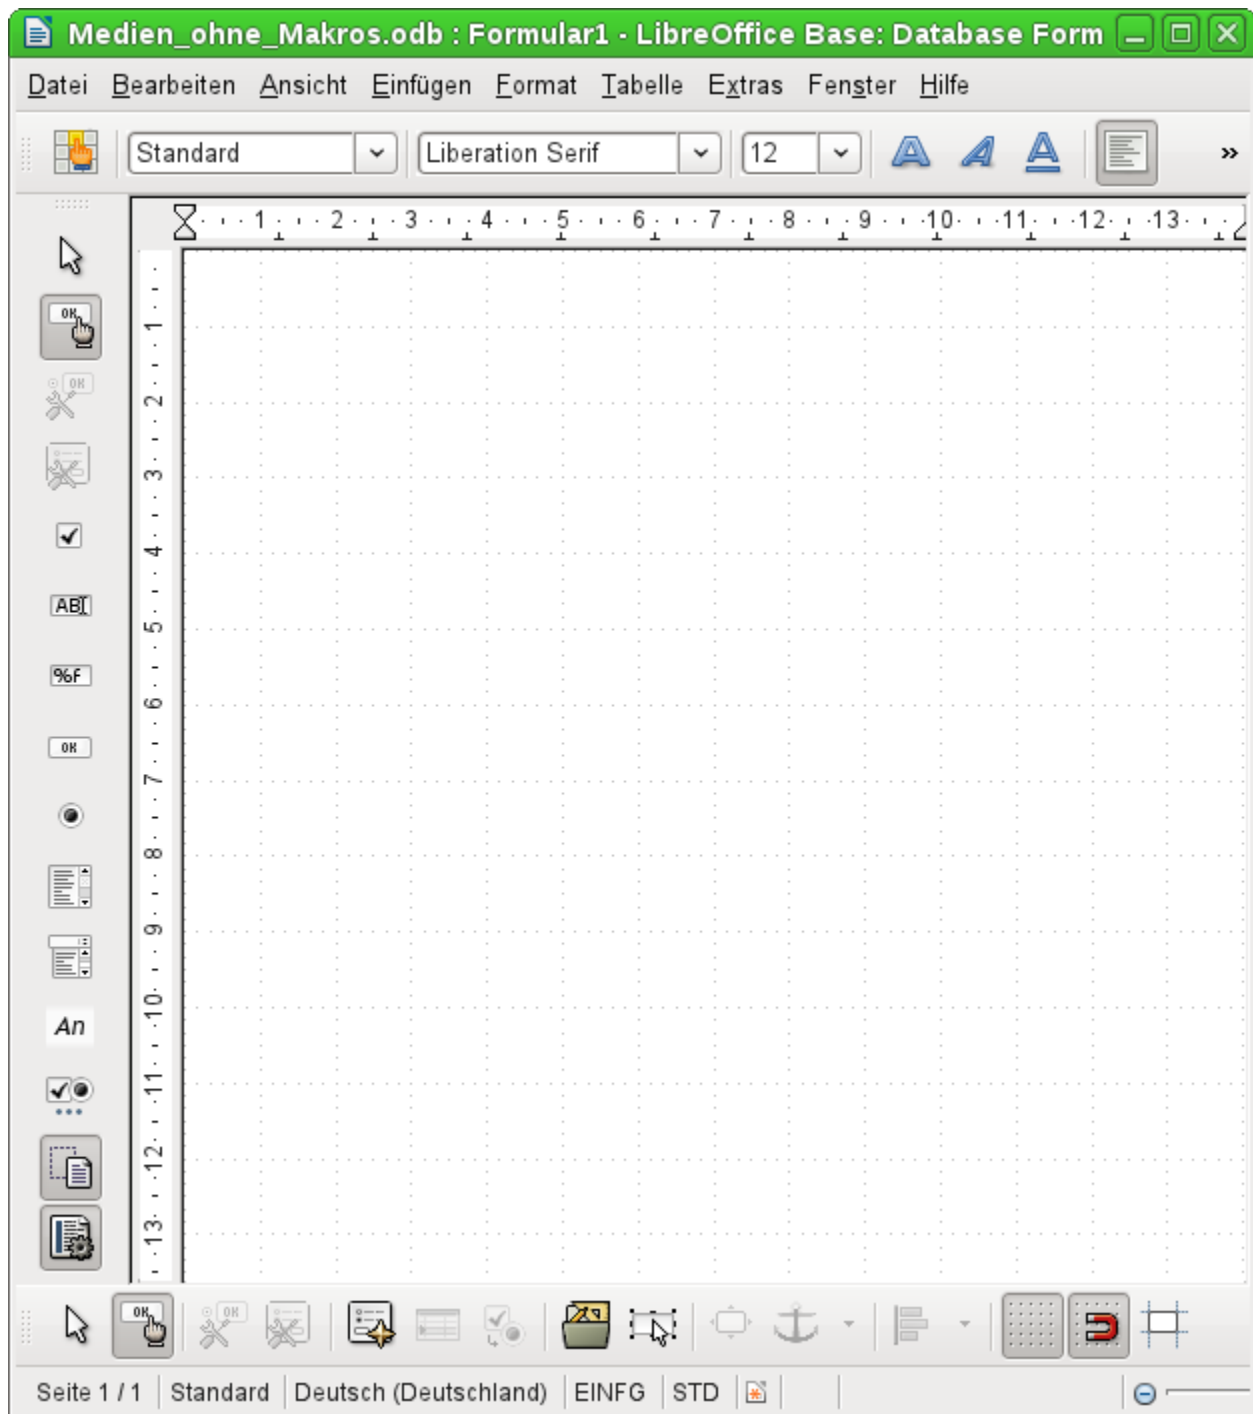 Medien_ohne_Makros.odb : Formular1 - LibreOffice Base: Database Form
Datei Bearbeiten Ansicht Einfügen Format Tabelle Extras Fenster Hilfe
Standard Liberation Serif 12 A A A »
1 2 3 4 5 6 7 8 9 10 11 12 13
OK
OK
1
2
3
4
ABI
5
%F
6
OK
7
8
9
An
10
11
12
13
OK OK
Seite 1 / 1 Standard Deutsch (Deutschland) EINFG STD